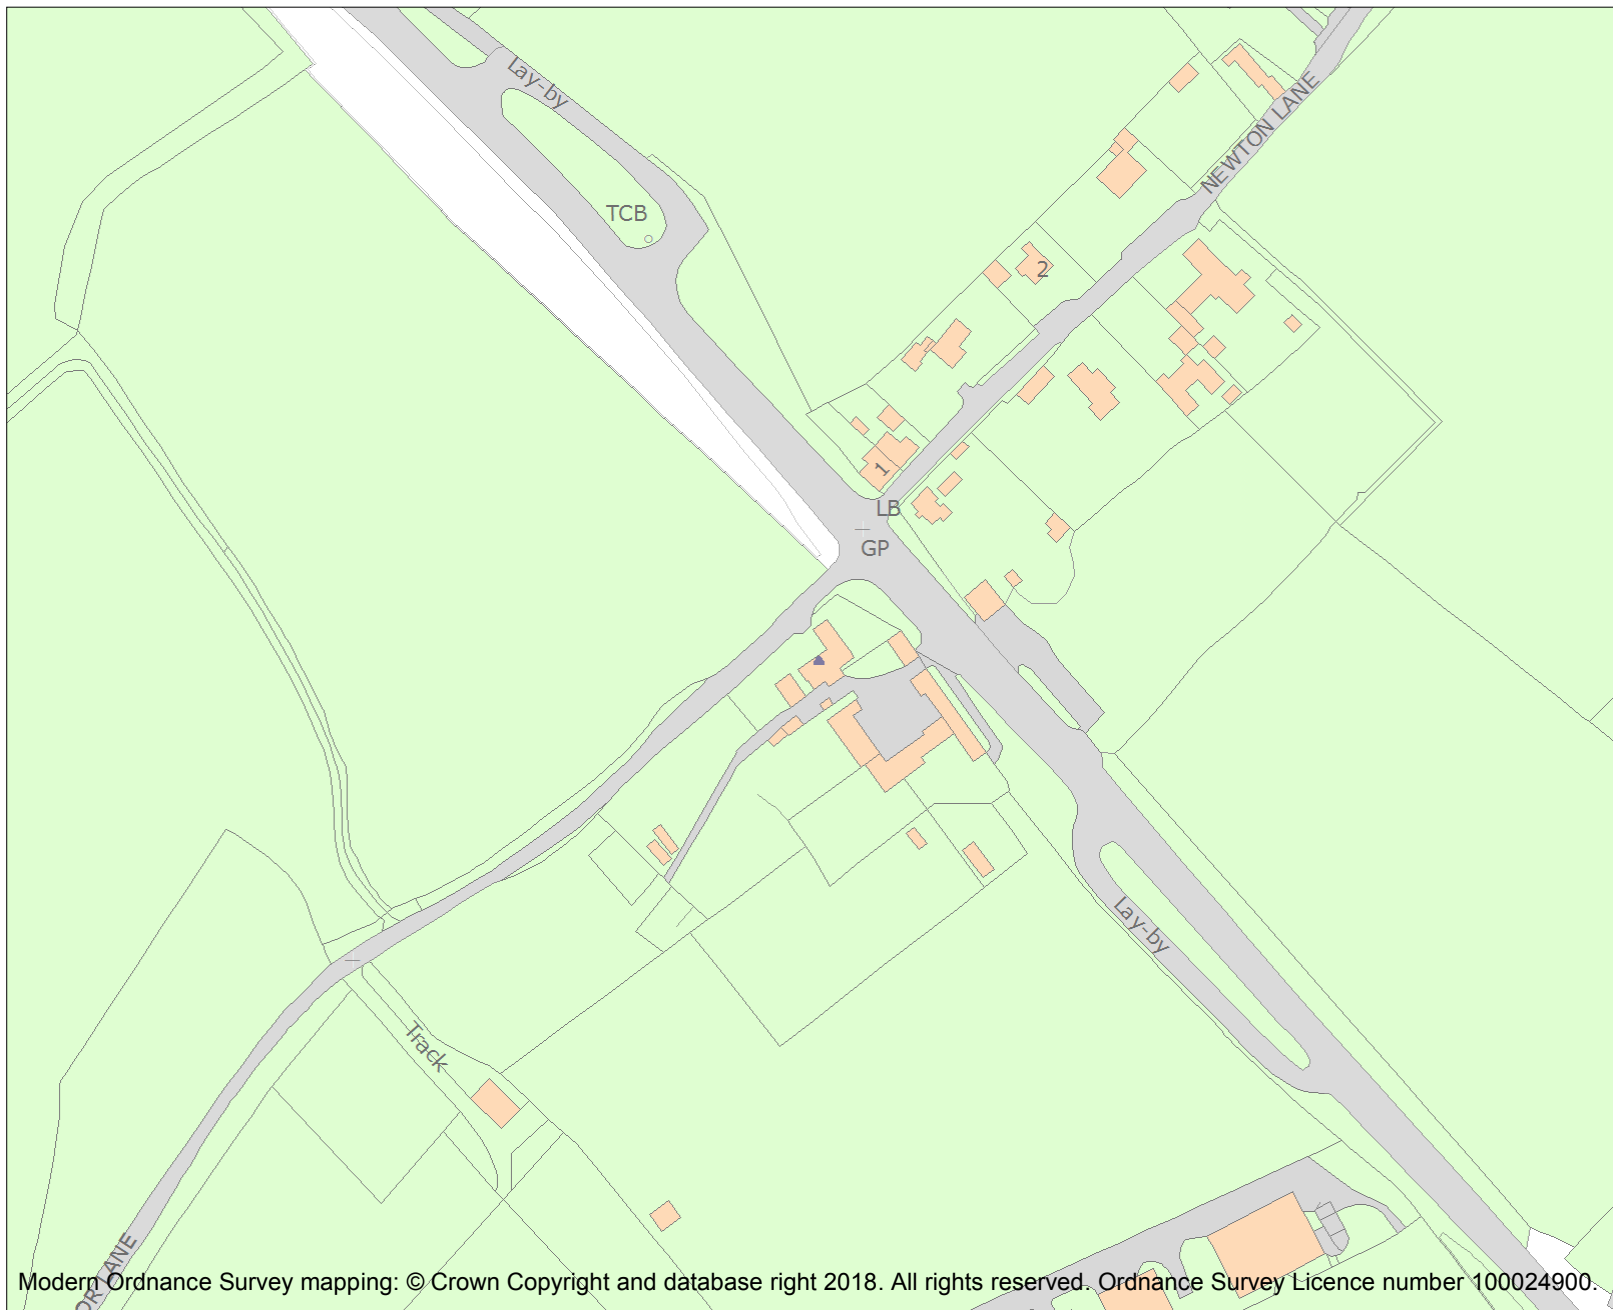 Lay-by
NEWTON LANE
TCB
2
1
LB
GP
Lay-by
Track
LANE
Modern Ordnance Survey mapping: © Crown Copyright and database right 2018. All rights reserved. Ordnance Survey Licence number 100024900.